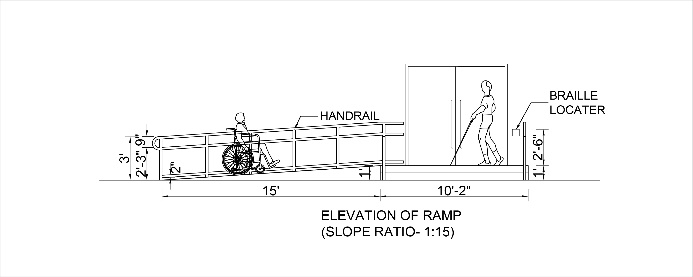 BRAILLE
LOCATER
HANDRAIL
3'
2'-3"
9"
2"
1'
1'
2'-6"
15'
10'-2"
ELEVATION OF RAMP
(SLOPE RATIO- 1:15)